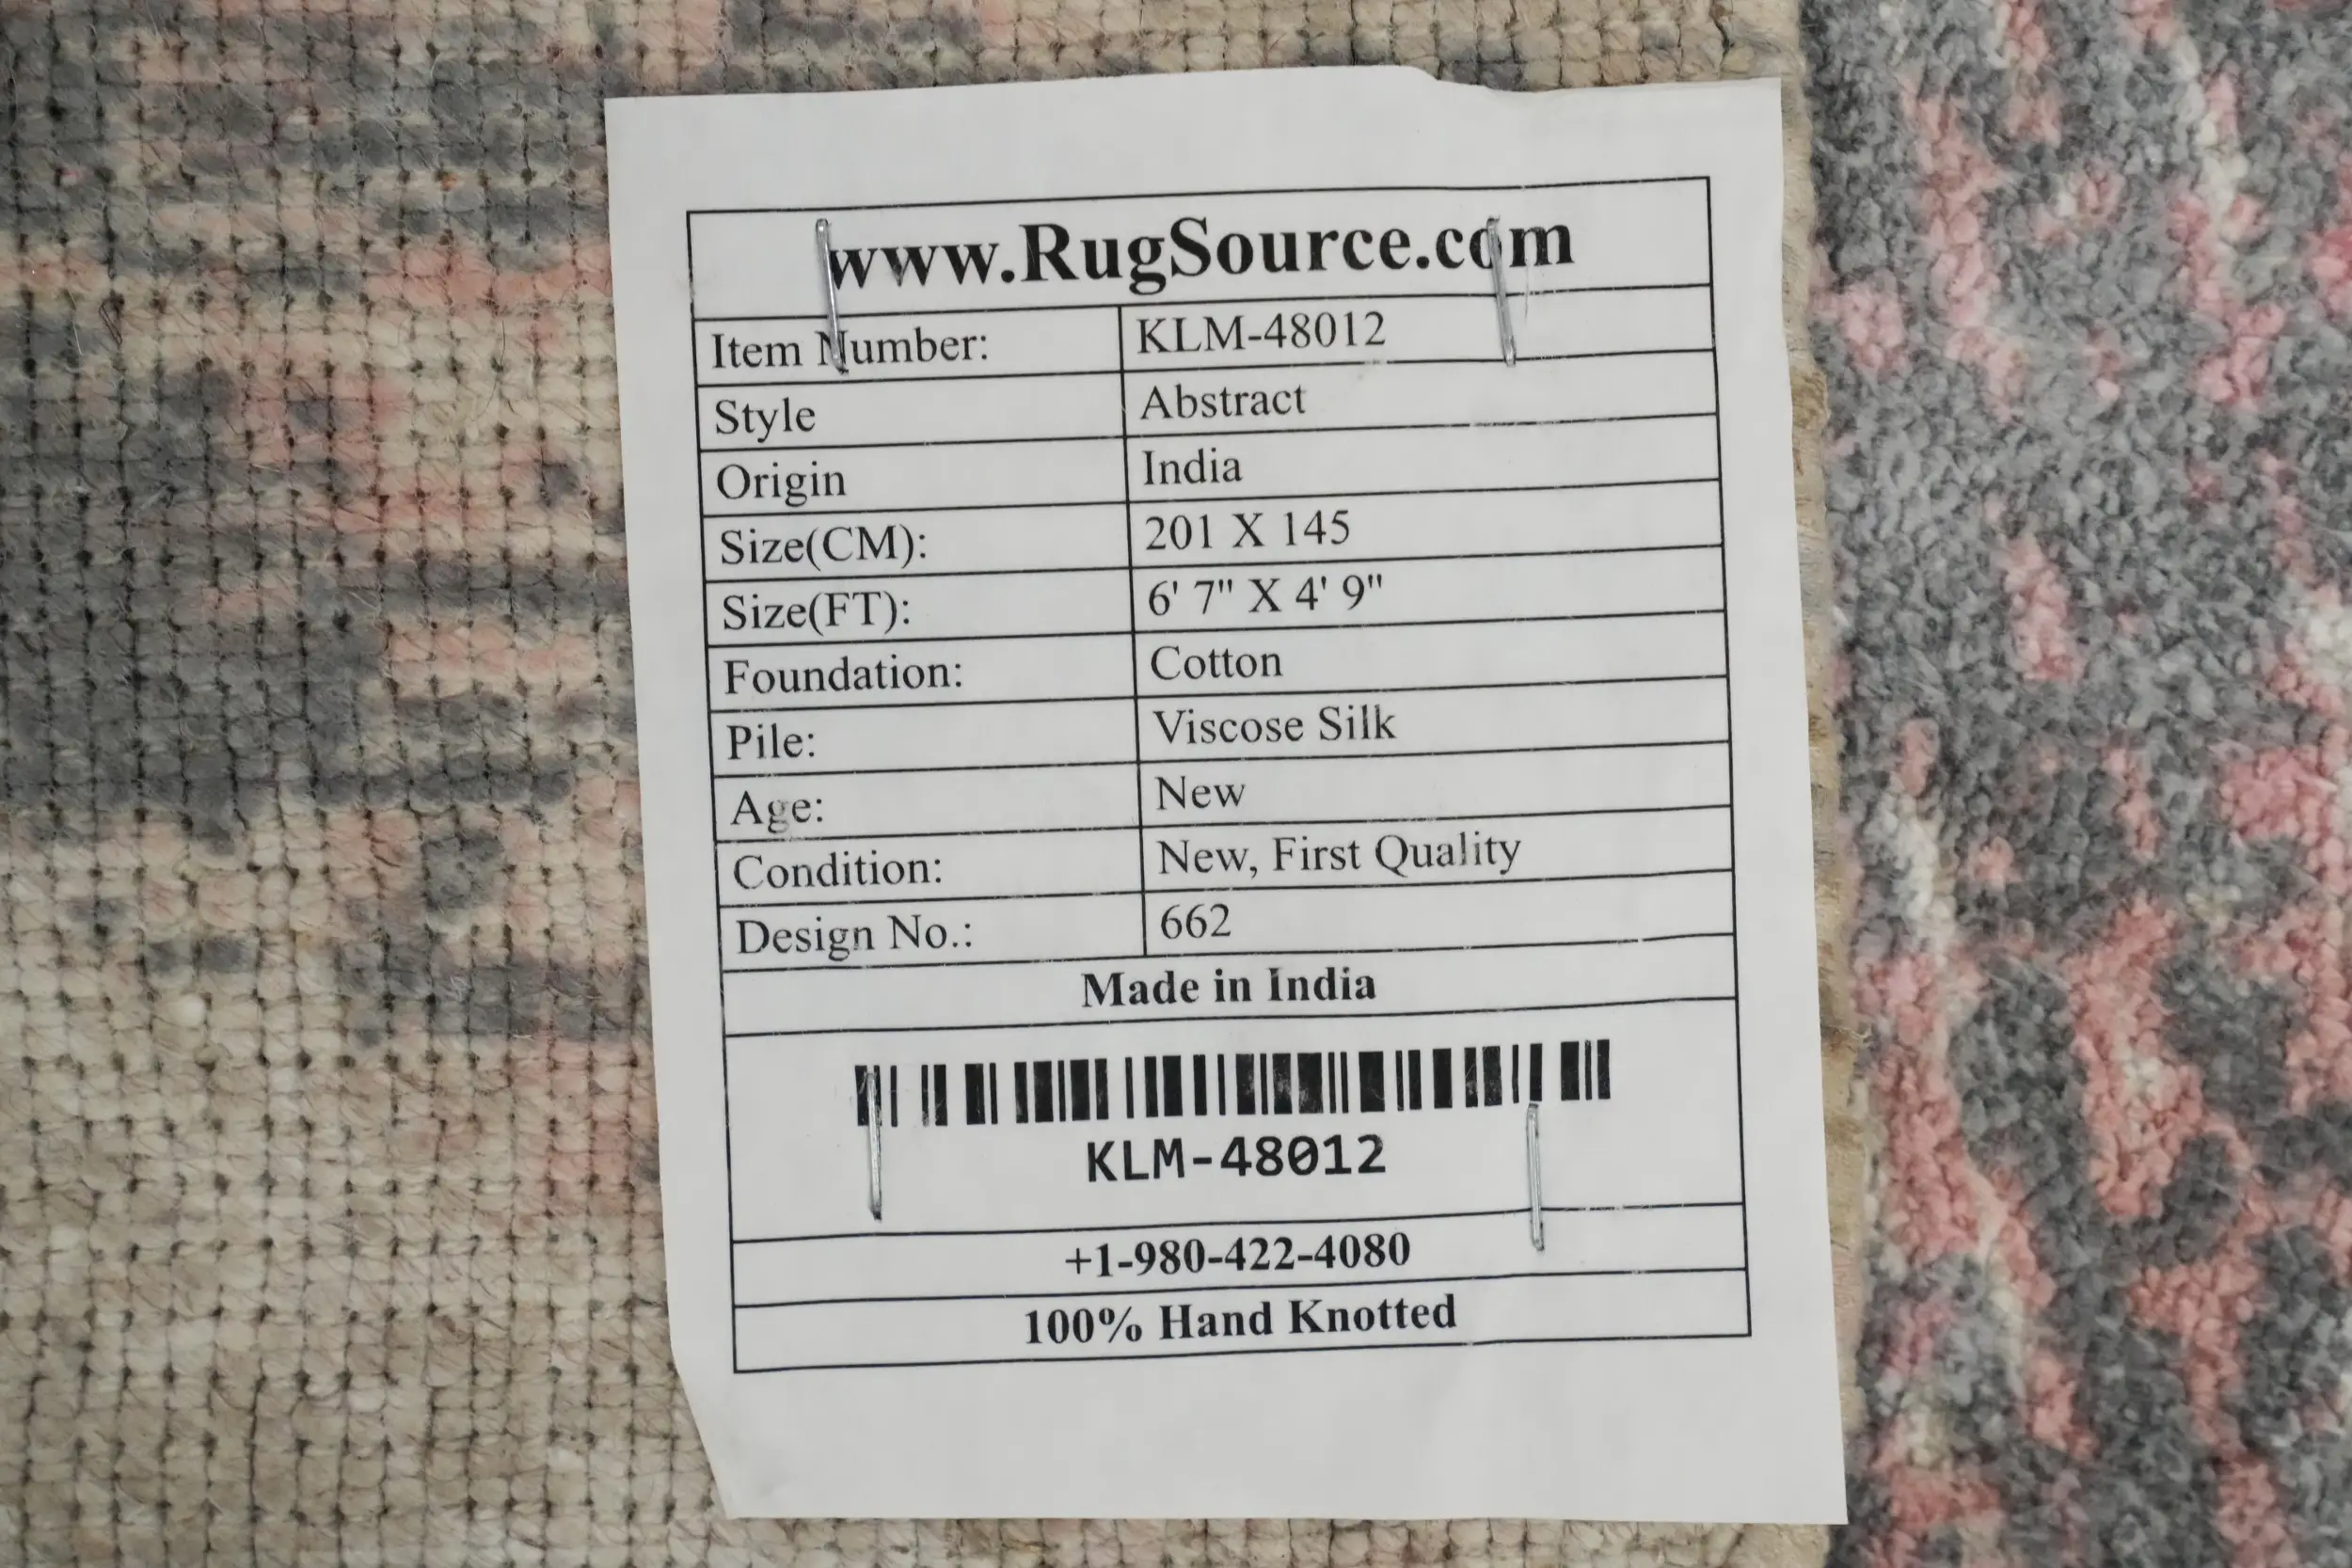 www.RugSource.com
Item Number: KLM-48012
Style Abstract
Origin India
Size(CM): 201 X 145
Size(FT): 6' 7" X 4' 9"
Foundation: Cotton
Pile: Viscose Silk
Age: New
Condition: New, First Quality
Design No.: 662
Made in India
KLM-48012
+1-980-422-4080
100% Hand Knotted